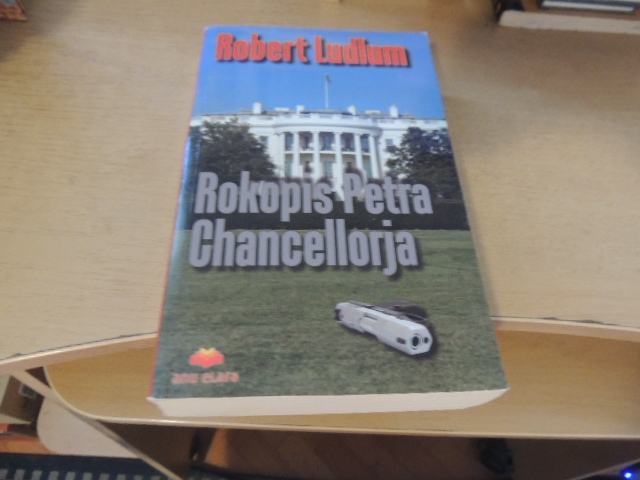 Robert Ludlum
Rokopis Petra
Chancellorja